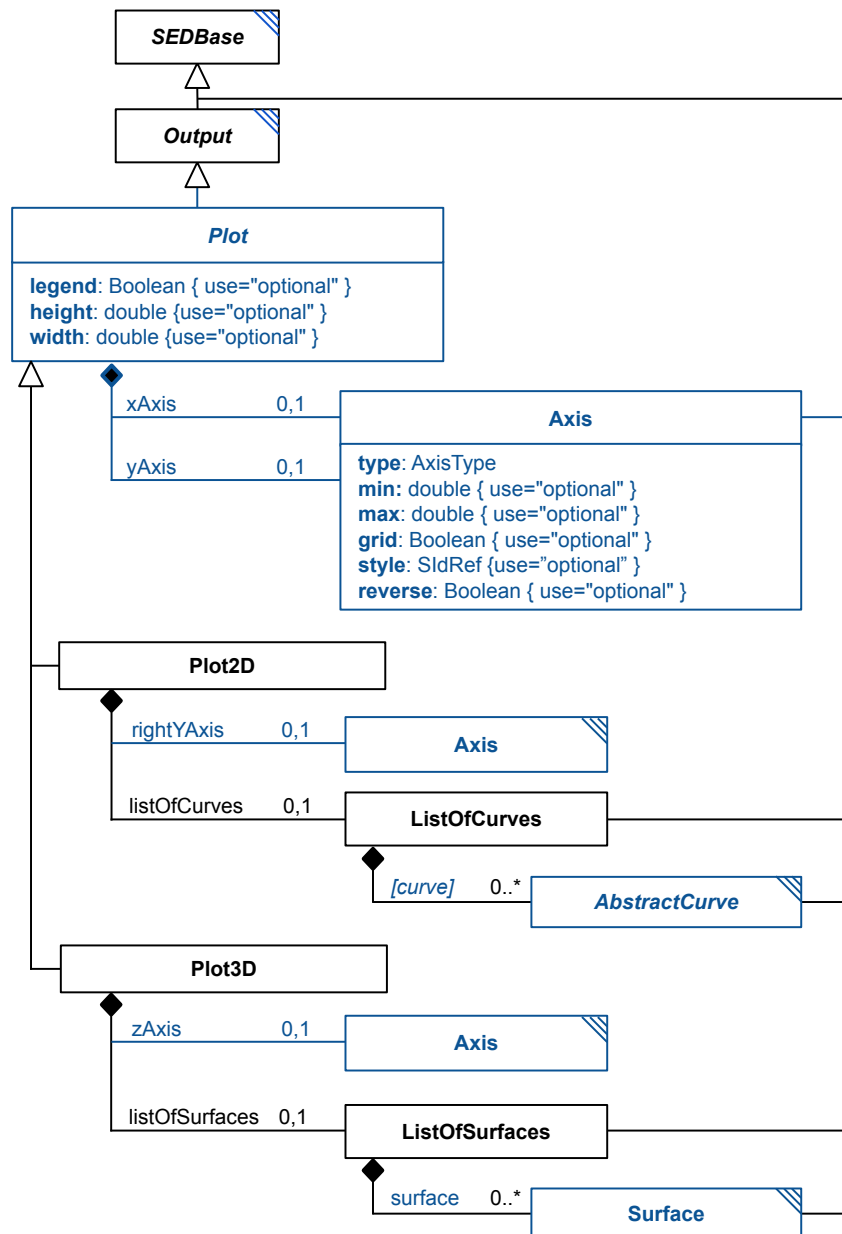 SEDBase
Output
Plot
legend: Boolean { use="optional" }
height: double {use="optional" }
width: double {use="optional" }
xAxis 0,1
Axis
yAxis 0,1
type: AxisType
min: double { use="optional" }
max: double { use="optional" }
grid: Boolean { use="optional" }
style: SIdRef {use=”optional” }
reverse: Boolean { use="optional" }
Plot2D
rightYAxis 0,1
Axis
listOfCurves 0,1
ListOfCurves
[curve] 0..*
AbstractCurve
Plot3D
zAxis 0,1
Axis
listOfSurfaces 0,1
ListOfSurfaces
surface 0..*
Surface